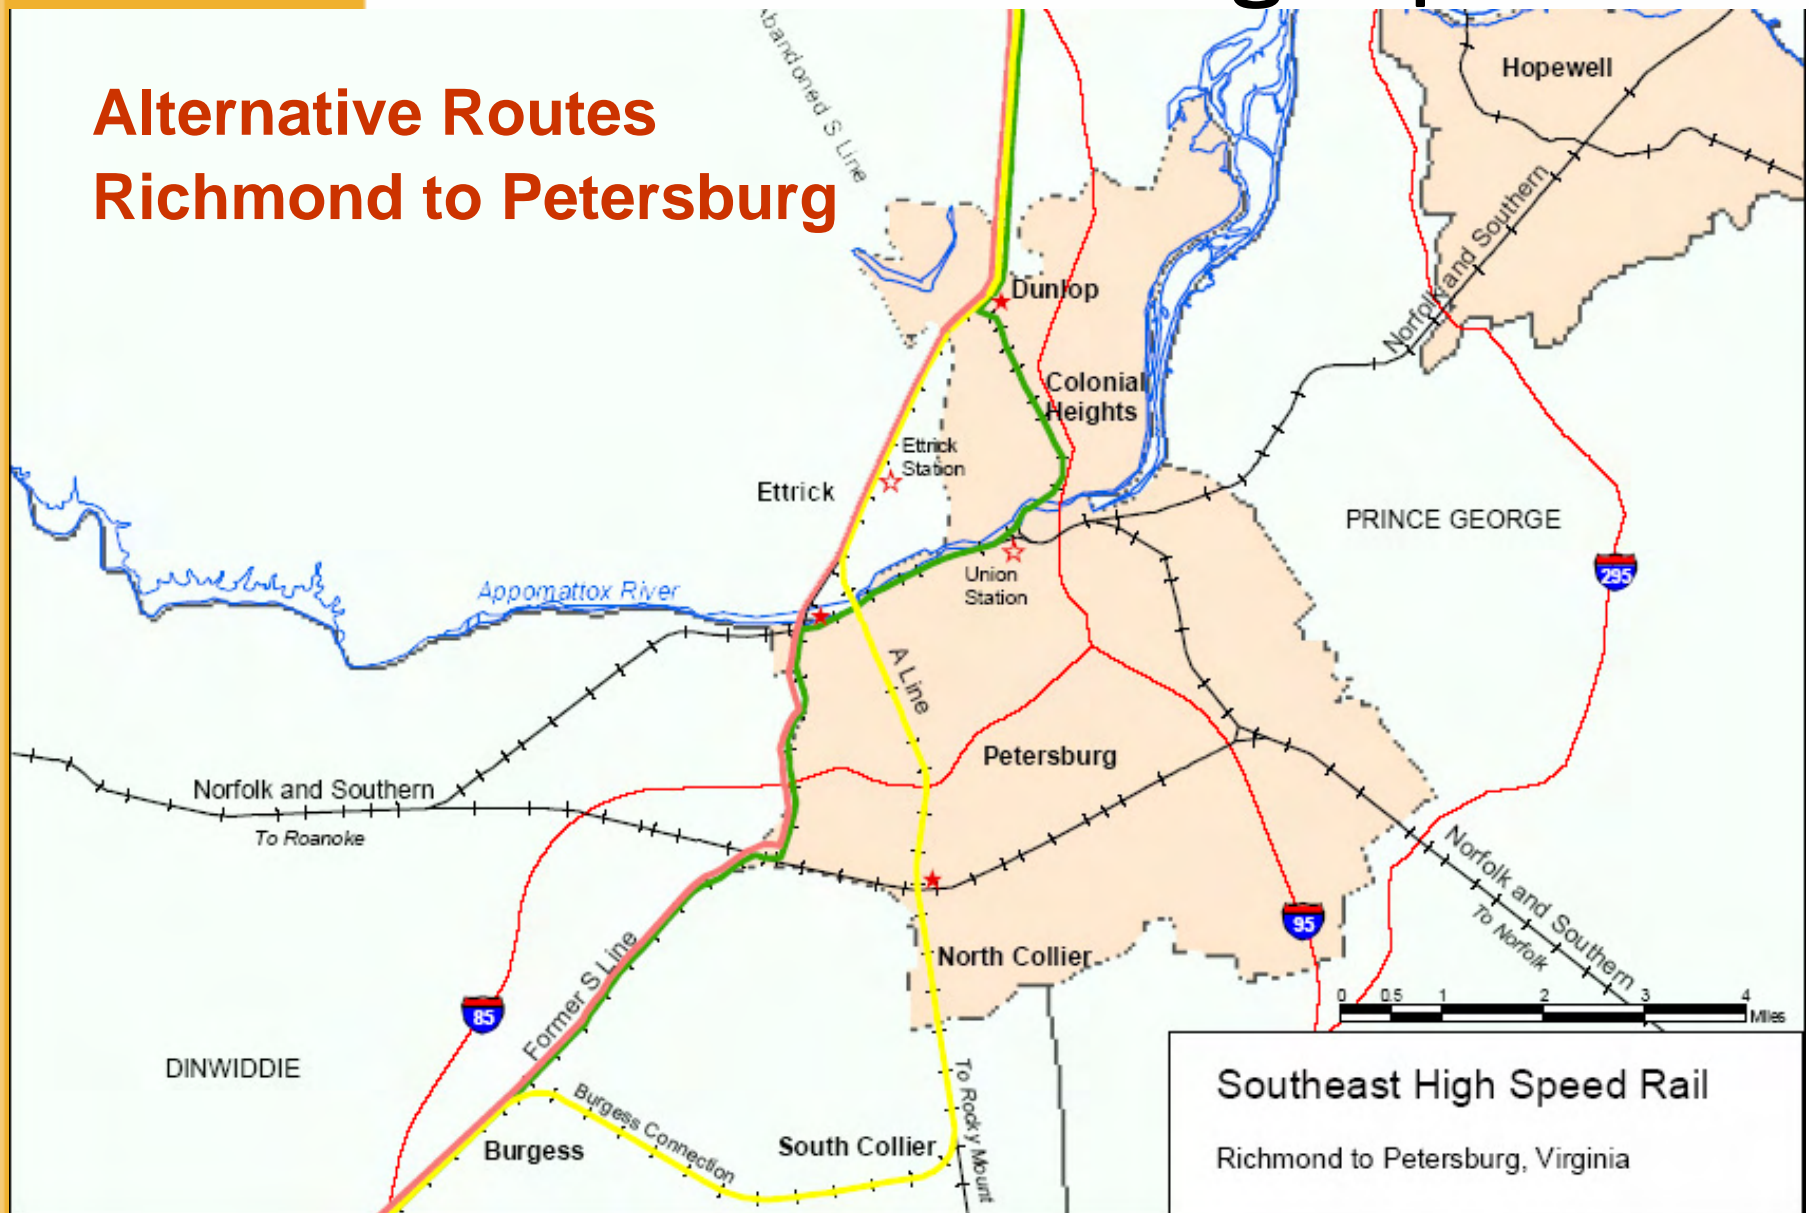 Alternative Routes
Richmond to Petersburg
Abandoned S Line
Hopewell
Norfolk and Southern
Dunlop
Colonial
Heights
Ettrick
Station
Ettrick
PRINCE GEORGE
295
Appomattox River
Union
Station
A Line
Petersburg
Norfolk and Southern
To Roanoke
Norfolk and Southern
To Norfolk
95
North Collier
85
Former S Line
0 0.5 1 2 3 4
Miles
DINWIDDIE
Burgess Connection
To Rocky Mount
Burgess
South Collier
Southeast High Speed Rail
Richmond to Petersburg, Virginia